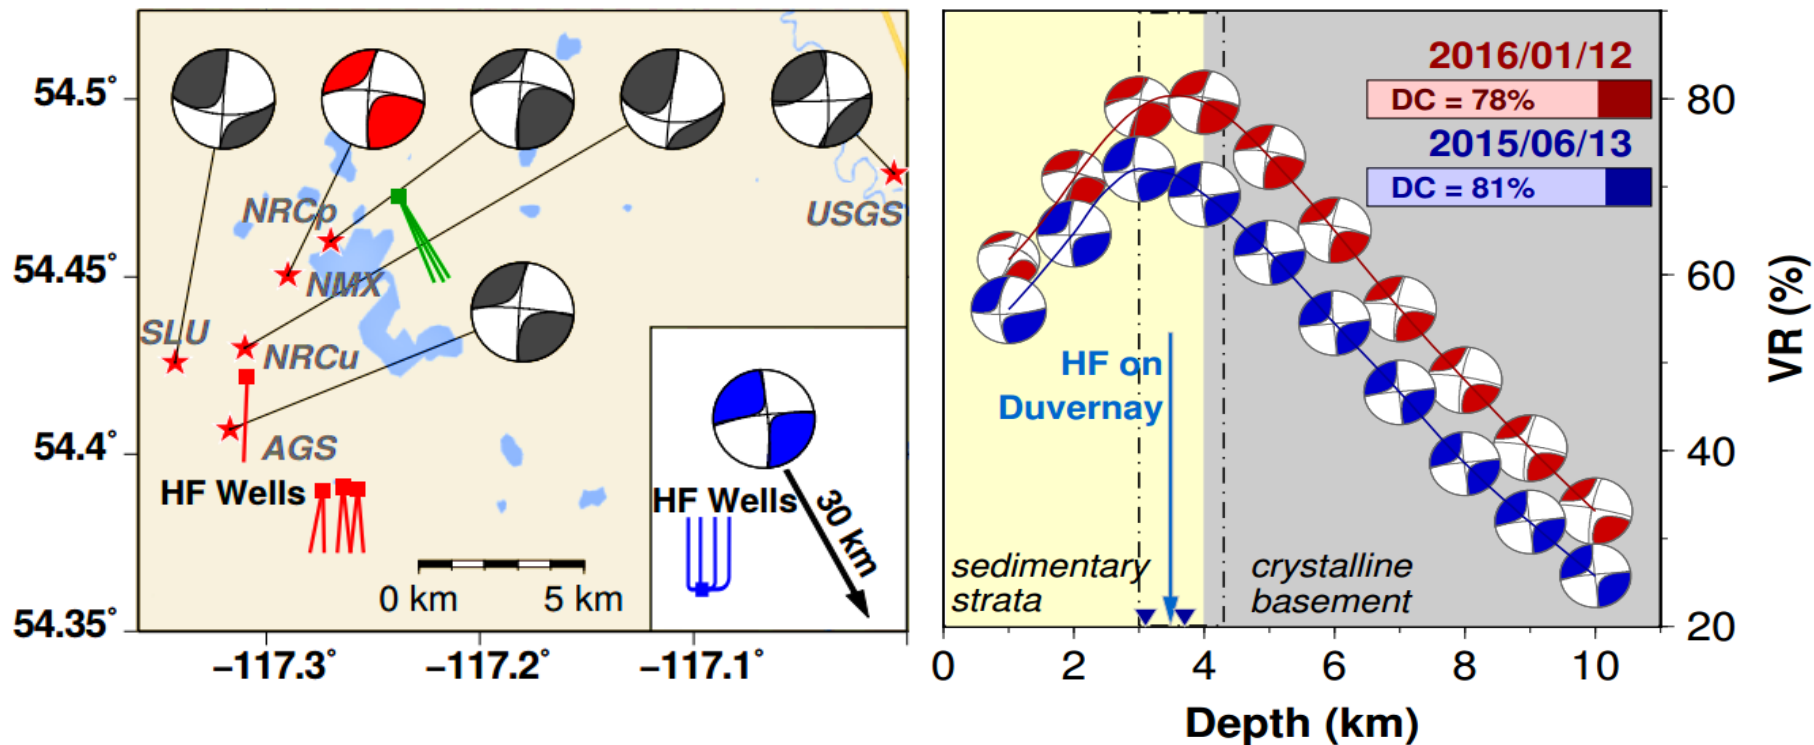 54.5°
54.45°
54.4°
54.35°
−117.3°
−117.2°
−117.1°
NRCp
USGS
NMX
SLU
NRCu
AGS
HF Wells
0 km
5 km
HF Wells
30 km
2016/01/12
DC = 78%
2015/06/13
DC = 81%
HF on
Duvernay
sedimentary
strata
crystalline
basement
80
60
40
20
VR (%)
0
2
4
6
8
10
Depth (km)